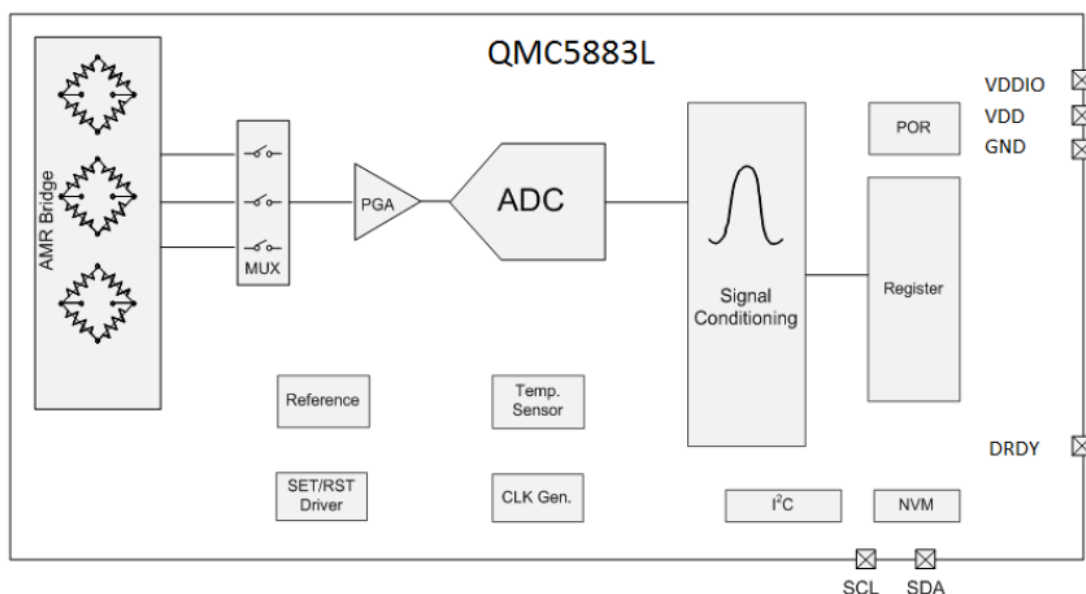 QMC5883L
AMR Bridge
MUX
PGA
ADC
Signal
Conditioning
POR
Register
VDDIO
VDD
GND
Reference
Temp.
Sensor
DRDY
SET/RST
Driver
CLK Gen.
I²C
NVM
SCL
SDA